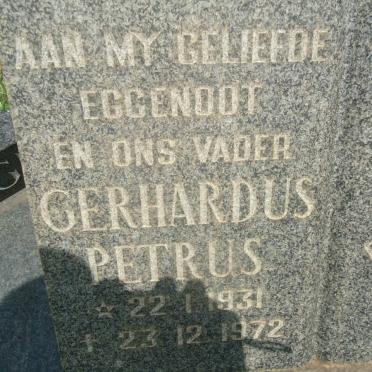 AAN MY GELIEFDE
EGGENOOT
EN ONS VADER
GERHARDUS
PETRUS
* 22·1·1931
† 23·12·1972